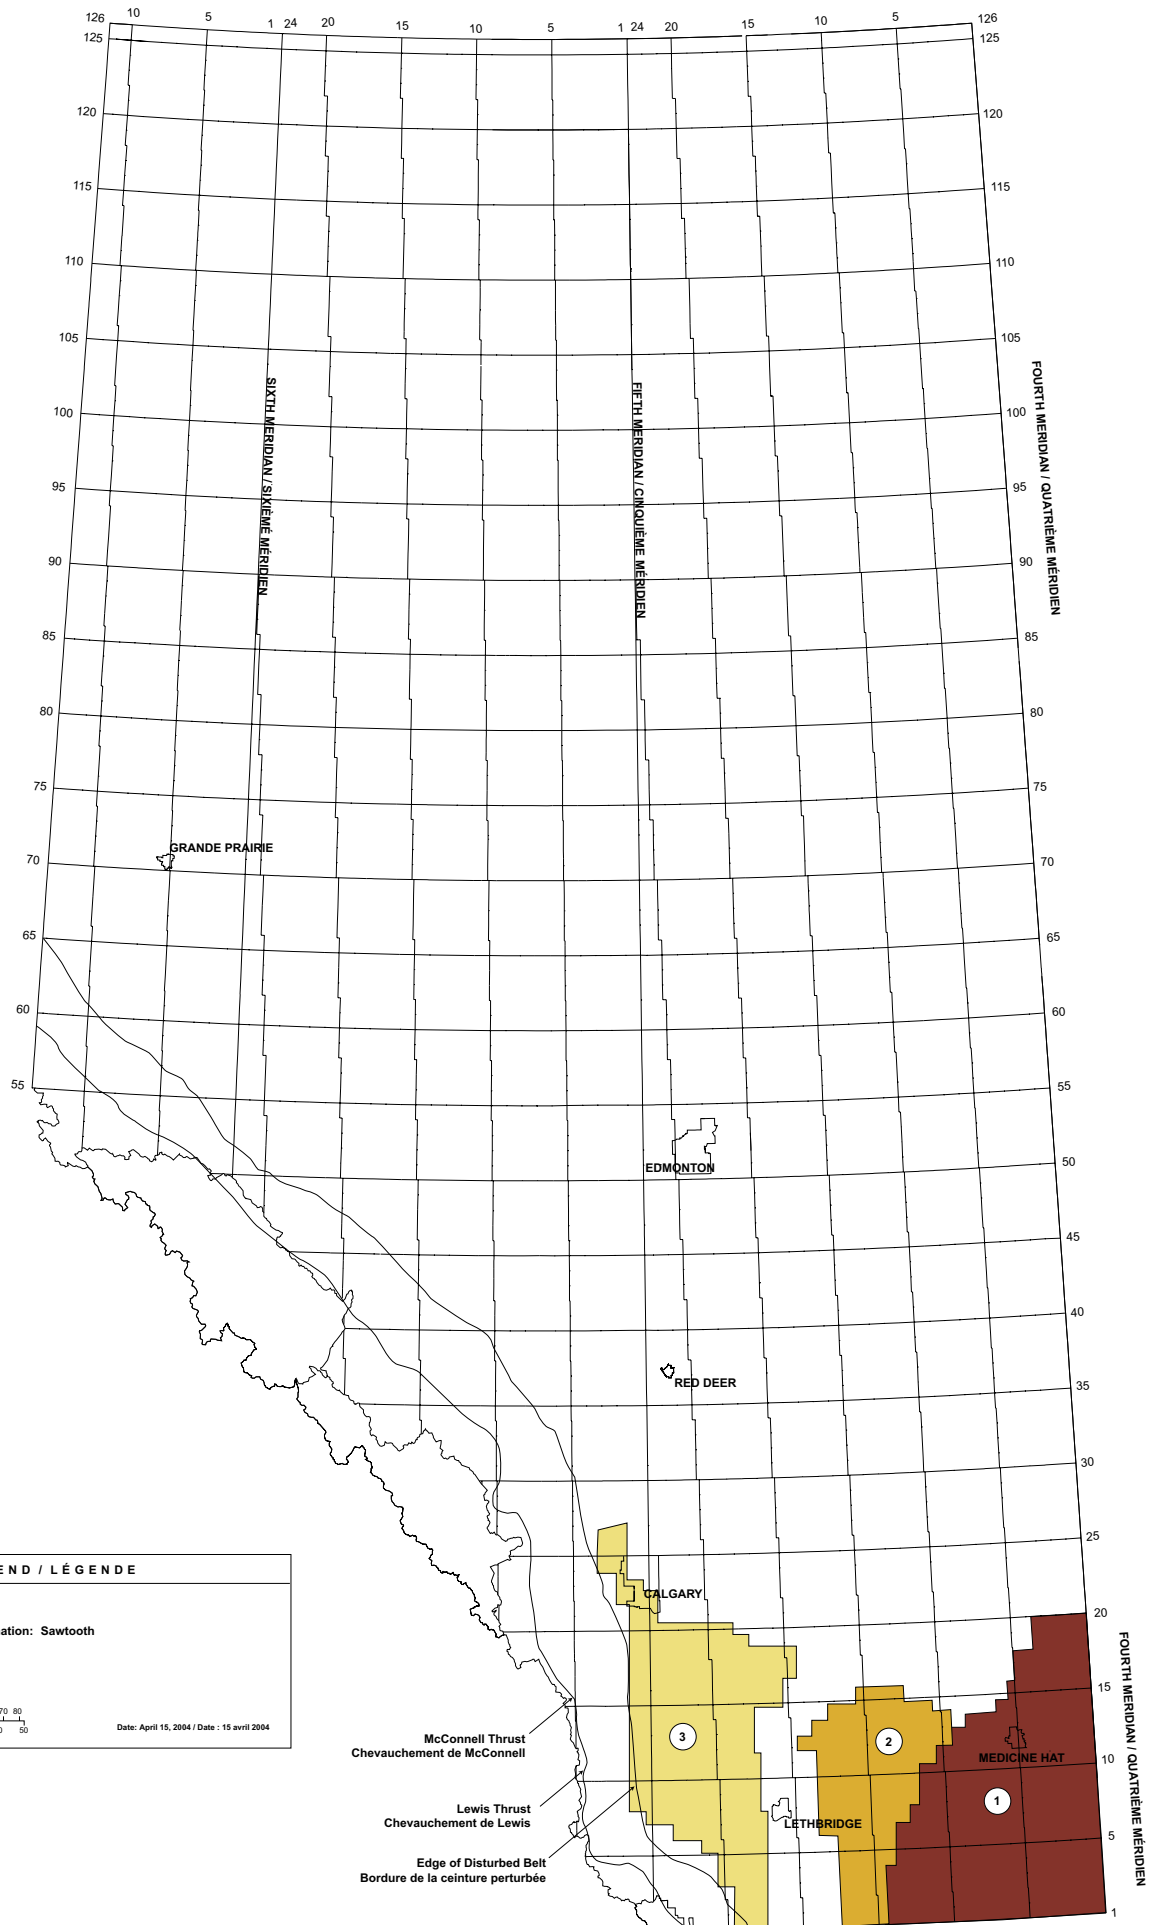 126 10 5 1 24 20 15 10 5 1 24 20 15 10 5 126
125 125
120 120
115 115
110 110
105 105
100 100
95 95
90 90
85 85
80 80
75 75
70 70
65 65
60 60
55 55
50
45
40
35
30
25
20
15
10
5
1
SIXTH MERIDIAN / SIXIÈME MÉRIDIEN
FIFTH MERIDIAN / CINQUIÈME MÉRIDIEN
FOURTH MERIDIAN / QUATRIÈME MÉRIDIEN
GRANDE PRAIRIE
EDMONTON
RED DEER
CALGARY
MEDICINE HAT
LETHBRIDGE
3
2
1
FOURTH MERIDIAN / QUATRIÈME MÉRIDIEN
McConnell Thrust
Chevauchement de McConnell
Lewis Thrust
Chevauchement de Lewis
Edge of Disturbed Belt
Bordure de la ceinture perturbée
END / LÉGENDE
ation: Sawtooth
70 80
0 50
Date: April 15, 2004 / Date : 15 avril 2004